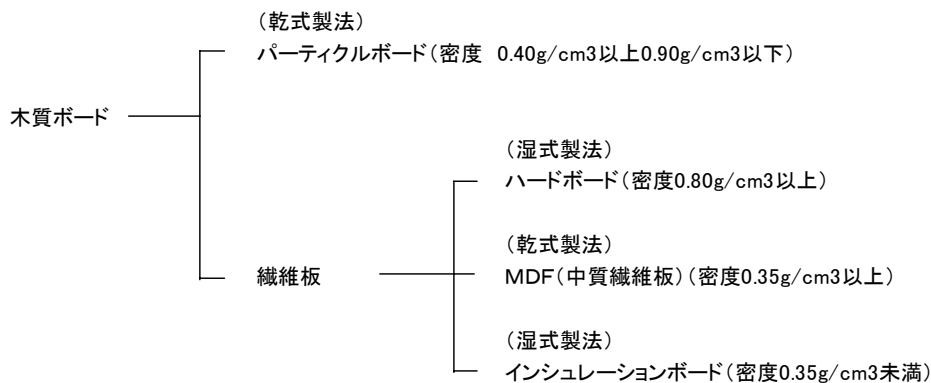 （乾式製法）
パーティクルボード（密度 0.40g/cm3以上0.90g/cm3以下）
木質ボード
（湿式製法）
ハードボード（密度0.80g/cm3以上）
（乾式製法）
繊維板
ＭＤＦ（中質繊維板）（密度0.35g/cm3以上）
（湿式製法）
インシュレーションボード（密度0.35g/cm3未満）